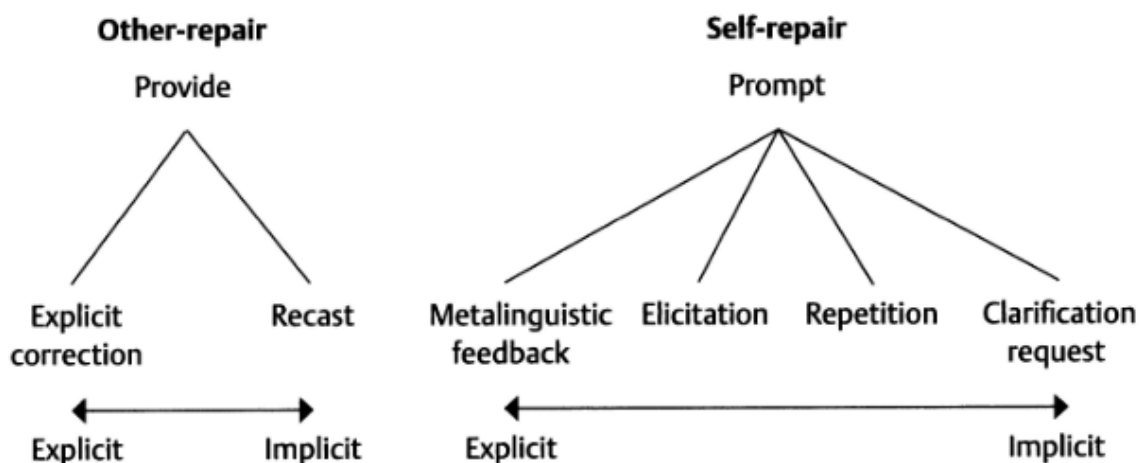 Other-repair
Provide
Explicit
correction
Recast
Explicit
Implicit
Self-repair
Prompt
Metalinguistic
feedback
Elicitation
Repetition
Clarification
request
Explicit
Implicit